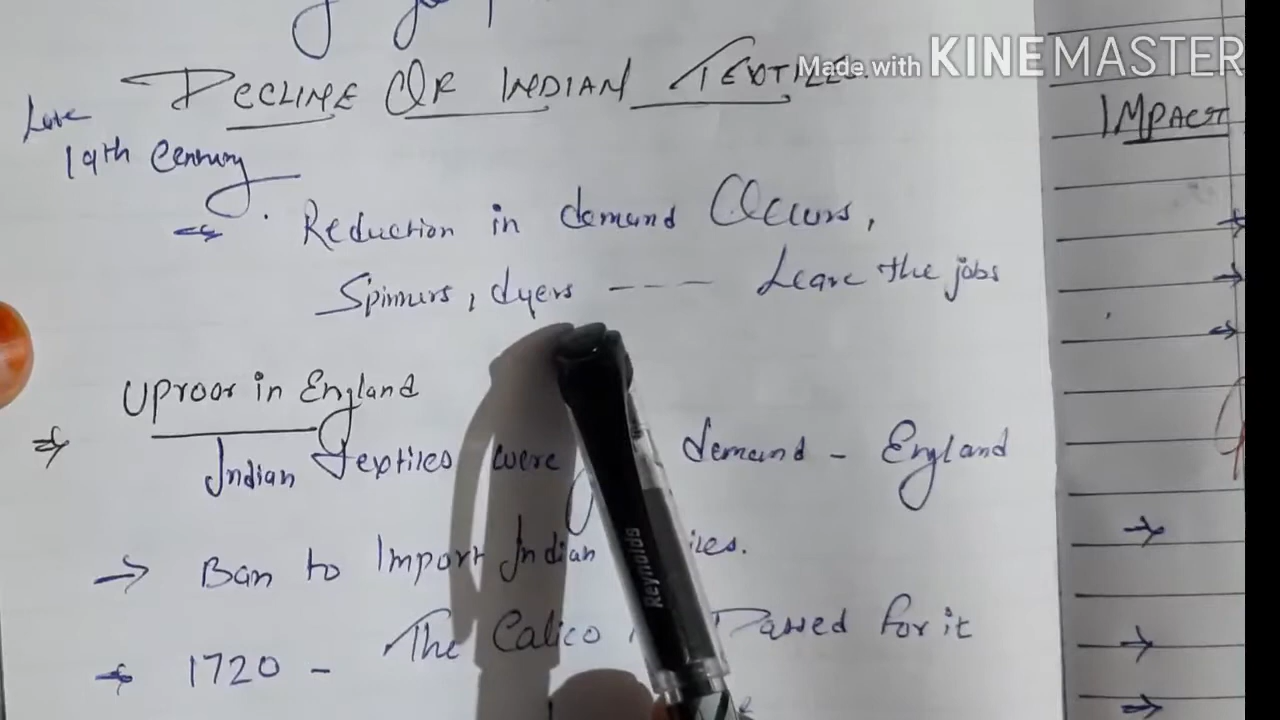 Made with KINEMASTER
DECLINE OF INDIAN TEXTILES
Late
19th Century
IMPACT
Reduction in demand Occurs,
Spinners, dyers --- Leave the jobs
Uproar in England
Indian Textiles were demand - England
→ Ban to Import Indian iles.
→ 1720 - The Calico Passed for it
Reynolds